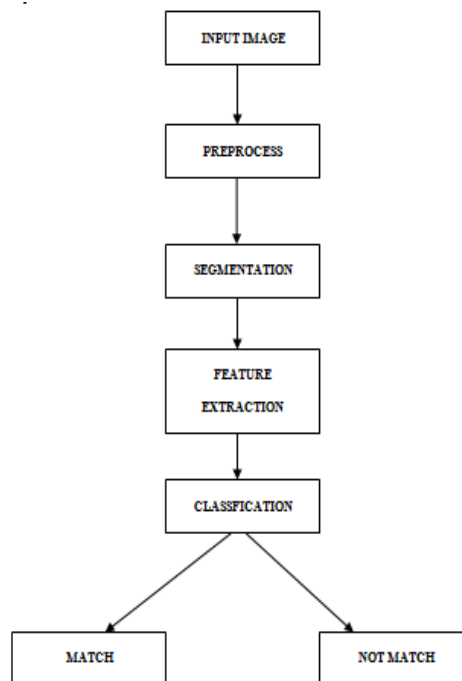 INPUT IMAGE
PREPROCESS
SEGMENTATION
FEATURE
EXTRACTION
CLASSFICATION
MATCH
NOT MATCH